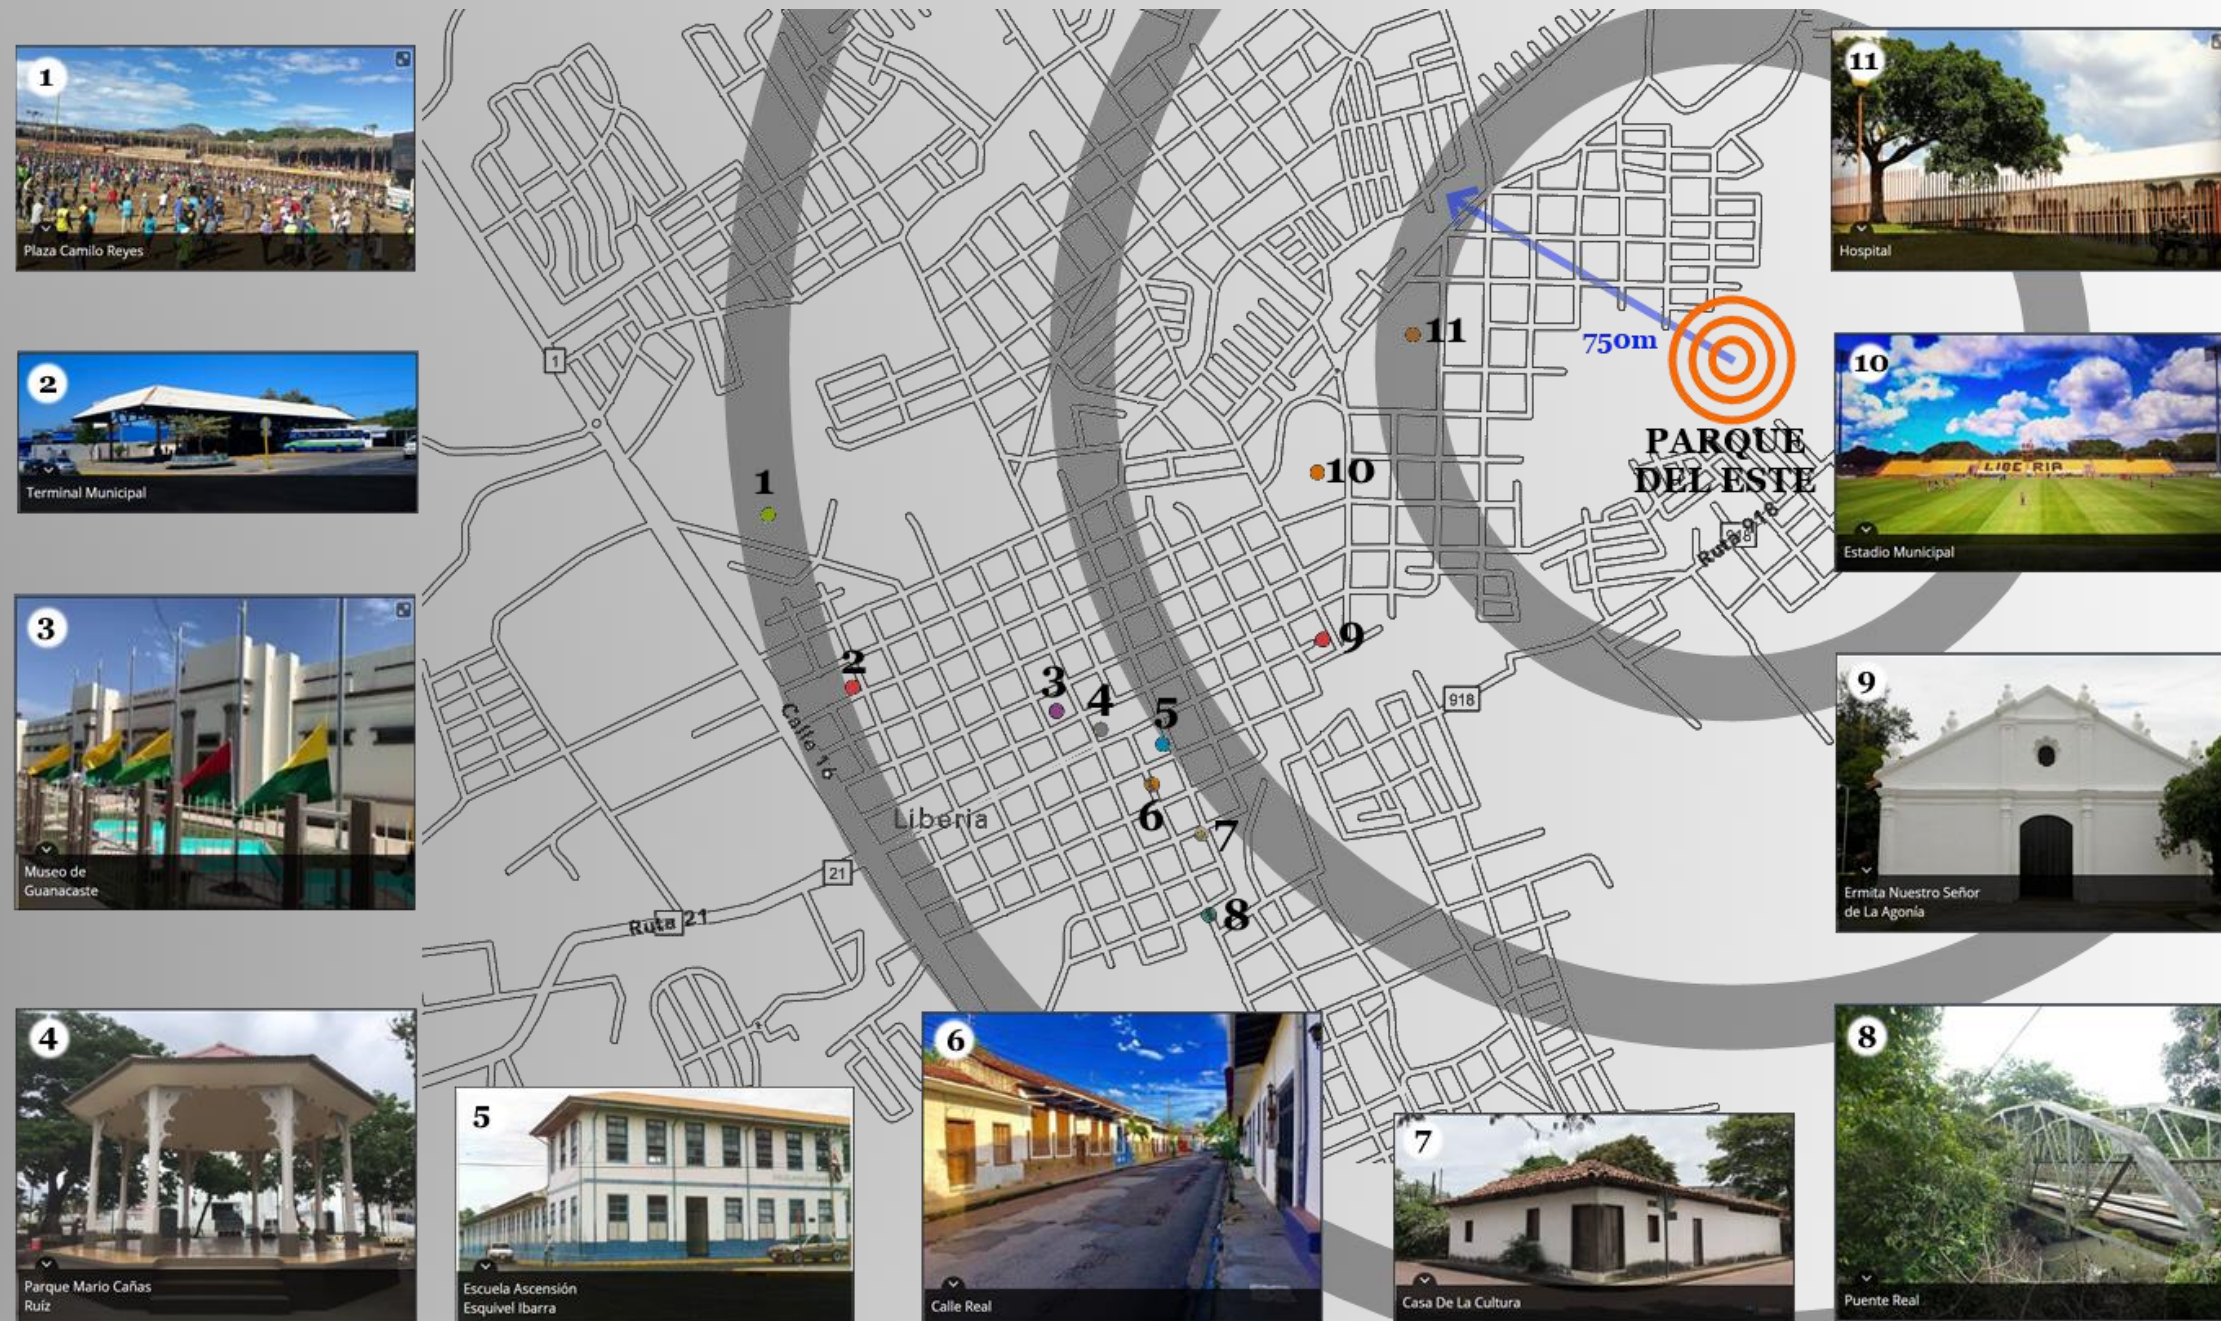 1
Plaza Camilo Reyes
2
Terminal Municipal
3
Museo de
Guanacaste
4
Parque Mario Cañas
Ruíz
5
Escuela Ascensión
Esquivel Ibarra
6
Calle Real
7
Casa De La Cultura
8
Puente Real
9
Ermita Nuestro Señor
de La Agonía
10
LIBERIA
Estadio Municipal
11
Hospital
750m
PARQUE
DEL ESTE
Ruta 918
918
1
21
Ruta 21
Calle 16
Liberia
1
2
3
4
5
6
7
8
9
10
11